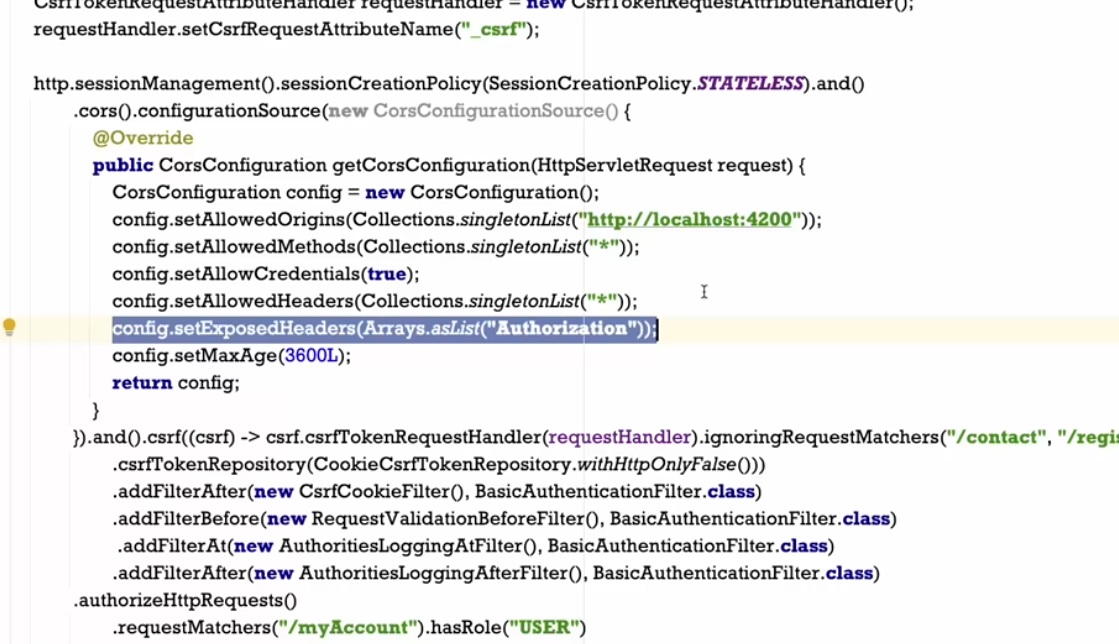 CsrfTokenRequestAttributeHandler requestHandler = new CsrfTokenRequestAttributeHandler();
requestHandler.setCsrfRequestAttributeName("_csrf");
http.sessionManagement().sessionCreationPolicy(SessionCreationPolicy.STATELESS).and()
.cors().configurationSource(new CorsConfigurationSource() {
@Override
public CorsConfiguration getCorsConfiguration(HttpServletRequest request) {
CorsConfiguration config = new CorsConfiguration();
config.setAllowedOrigins(Collections.singletonList("http://localhost:4200"));
config.setAllowedMethods(Collections.singletonList("*"));
config.setAllowCredentials(true);
config.setAllowedHeaders(Collections.singletonList("*"));
config.setExposedHeaders(Arrays.asList("Authorization"));
config.setMaxAge(3600L);
return config;
}
}).and().csrf((csrf) -> csrf.csrfTokenRequestHandler(requestHandler).ignoringRequestMatchers("/contact", "/regis
.csrfTokenRepository(CookieCsrfTokenRepository.withHttpOnlyFalse()))
.addFilterAfter(new CsrfCookieFilter(), BasicAuthenticationFilter.class)
.addFilterBefore(new RequestValidationBeforeFilter(), BasicAuthenticationFilter.class)
.addFilterAt(new AuthoritiesLoggingAtFilter(), BasicAuthenticationFilter.class)
.addFilterAfter(new AuthoritiesLoggingAfterFilter(), BasicAuthenticationFilter.class)
.authorizeHttpRequests()
.requestMatchers("/myAccount").hasRole("USER")